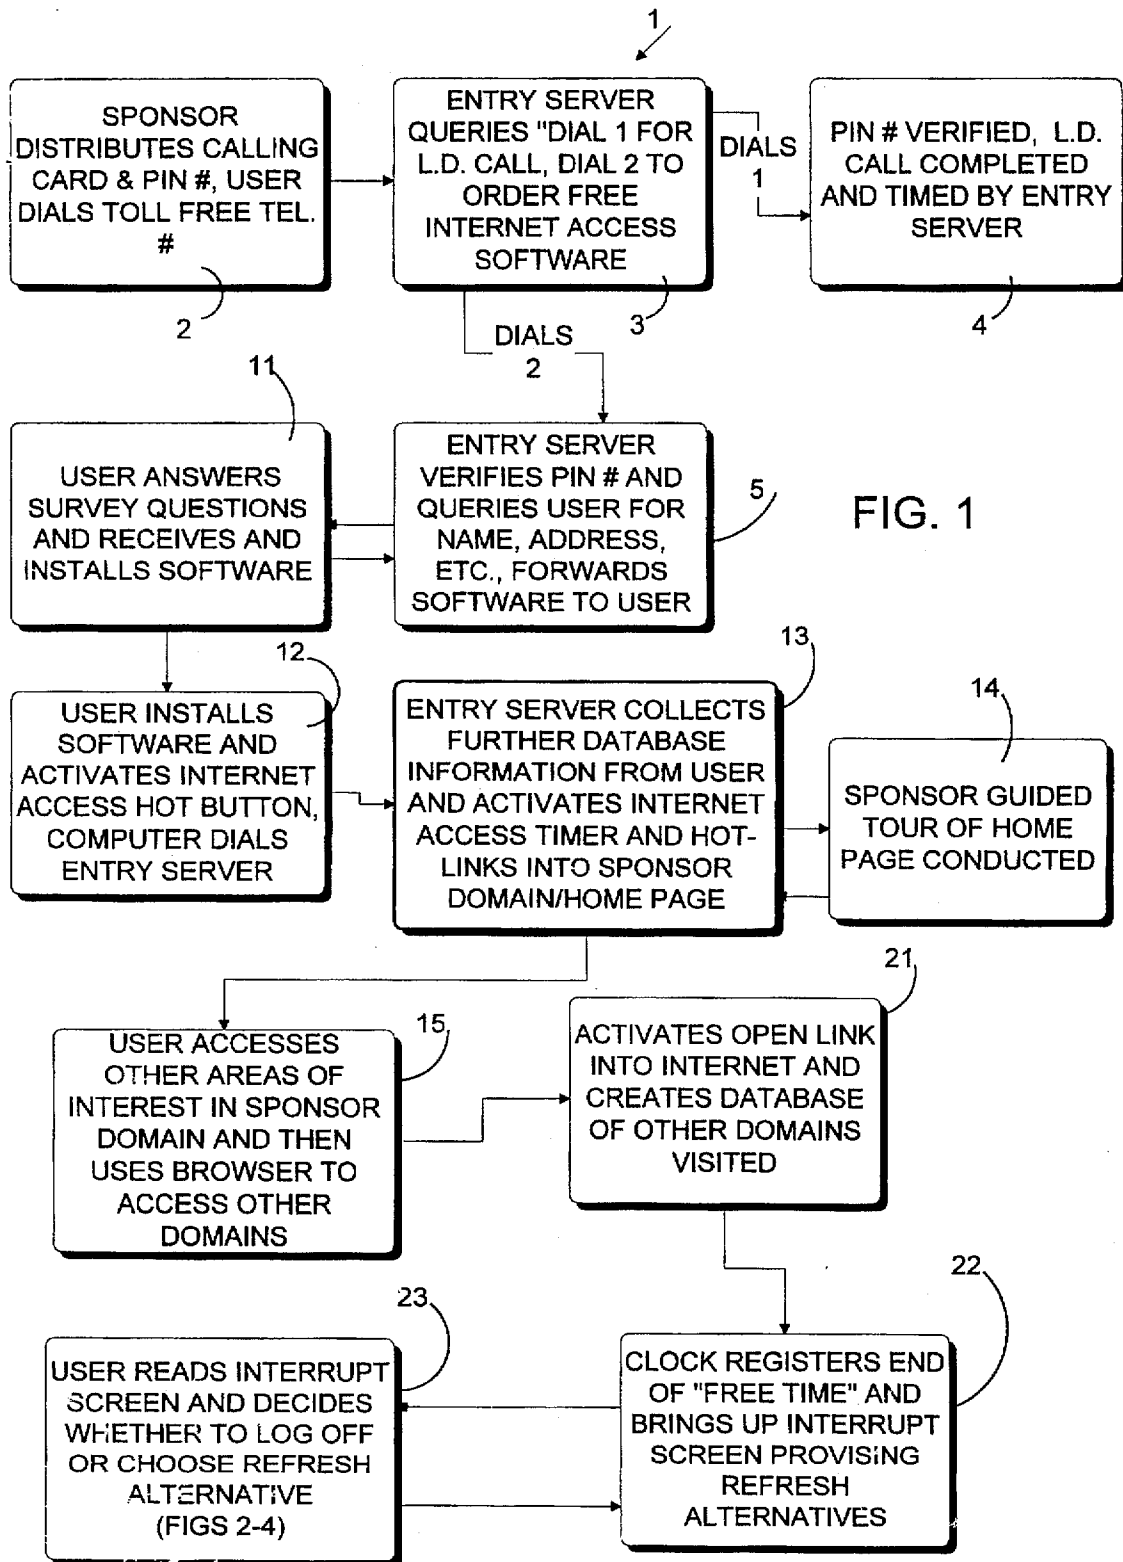 1
SPONSOR
DISTRIBUTES CALLING
CARD & PIN #, USER
DIALS TOLL FREE TEL.
#
2
ENTRY SERVER
QUERIES "DIAL 1 FOR
L.D. CALL, DIAL 2 TO
ORDER FREE
INTERNET ACCESS
SOFTWARE
3
DIALS
1
PIN # VERIFIED, L.D.
CALL COMPLETED
AND TIMED BY ENTRY
SERVER
4
DIALS
2
11
USER ANSWERS
SURVEY QUESTIONS
AND RECEIVES AND
INSTALLS SOFTWARE
ENTRY SERVER
VERIFIES PIN # AND
QUERIES USER FOR
NAME, ADDRESS,
ETC., FORWARDS
SOFTWARE TO USER
5
FIG. 1
12
USER INSTALLS
SOFTWARE AND
ACTIVATES INTERNET
ACCESS HOT BUTTON,
COMPUTER DIALS
ENTRY SERVER
13
ENTRY SERVER COLLECTS
FURTHER DATABASE
INFORMATION FROM USER
AND ACTIVATES INTERNET
ACCESS TIMER AND HOT-
LINKS INTO SPONSOR
DOMAIN/HOME PAGE
14
SPONSOR GUIDED
TOUR OF HOME
PAGE CONDUCTED
15
USER ACCESSES
OTHER AREAS OF
INTEREST IN SPONSOR
DOMAIN AND THEN
USES BROWSER TO
ACCESS OTHER
DOMAINS
21
ACTIVATES OPEN LINK
INTO INTERNET AND
CREATES DATABASE
OF OTHER DOMAINS
VISITED
22
CLOCK REGISTERS END
OF "FREE TIME" AND
BRINGS UP INTERRUPT
SCREEN PROVISING
REFRESH
ALTERNATIVES
23
USER READS INTERRUPT
SCREEN AND DECIDES
WHETHER TO LOG OFF
OR CHOOSE REFRESH
ALTERNATIVE
(FIGS 2-4)